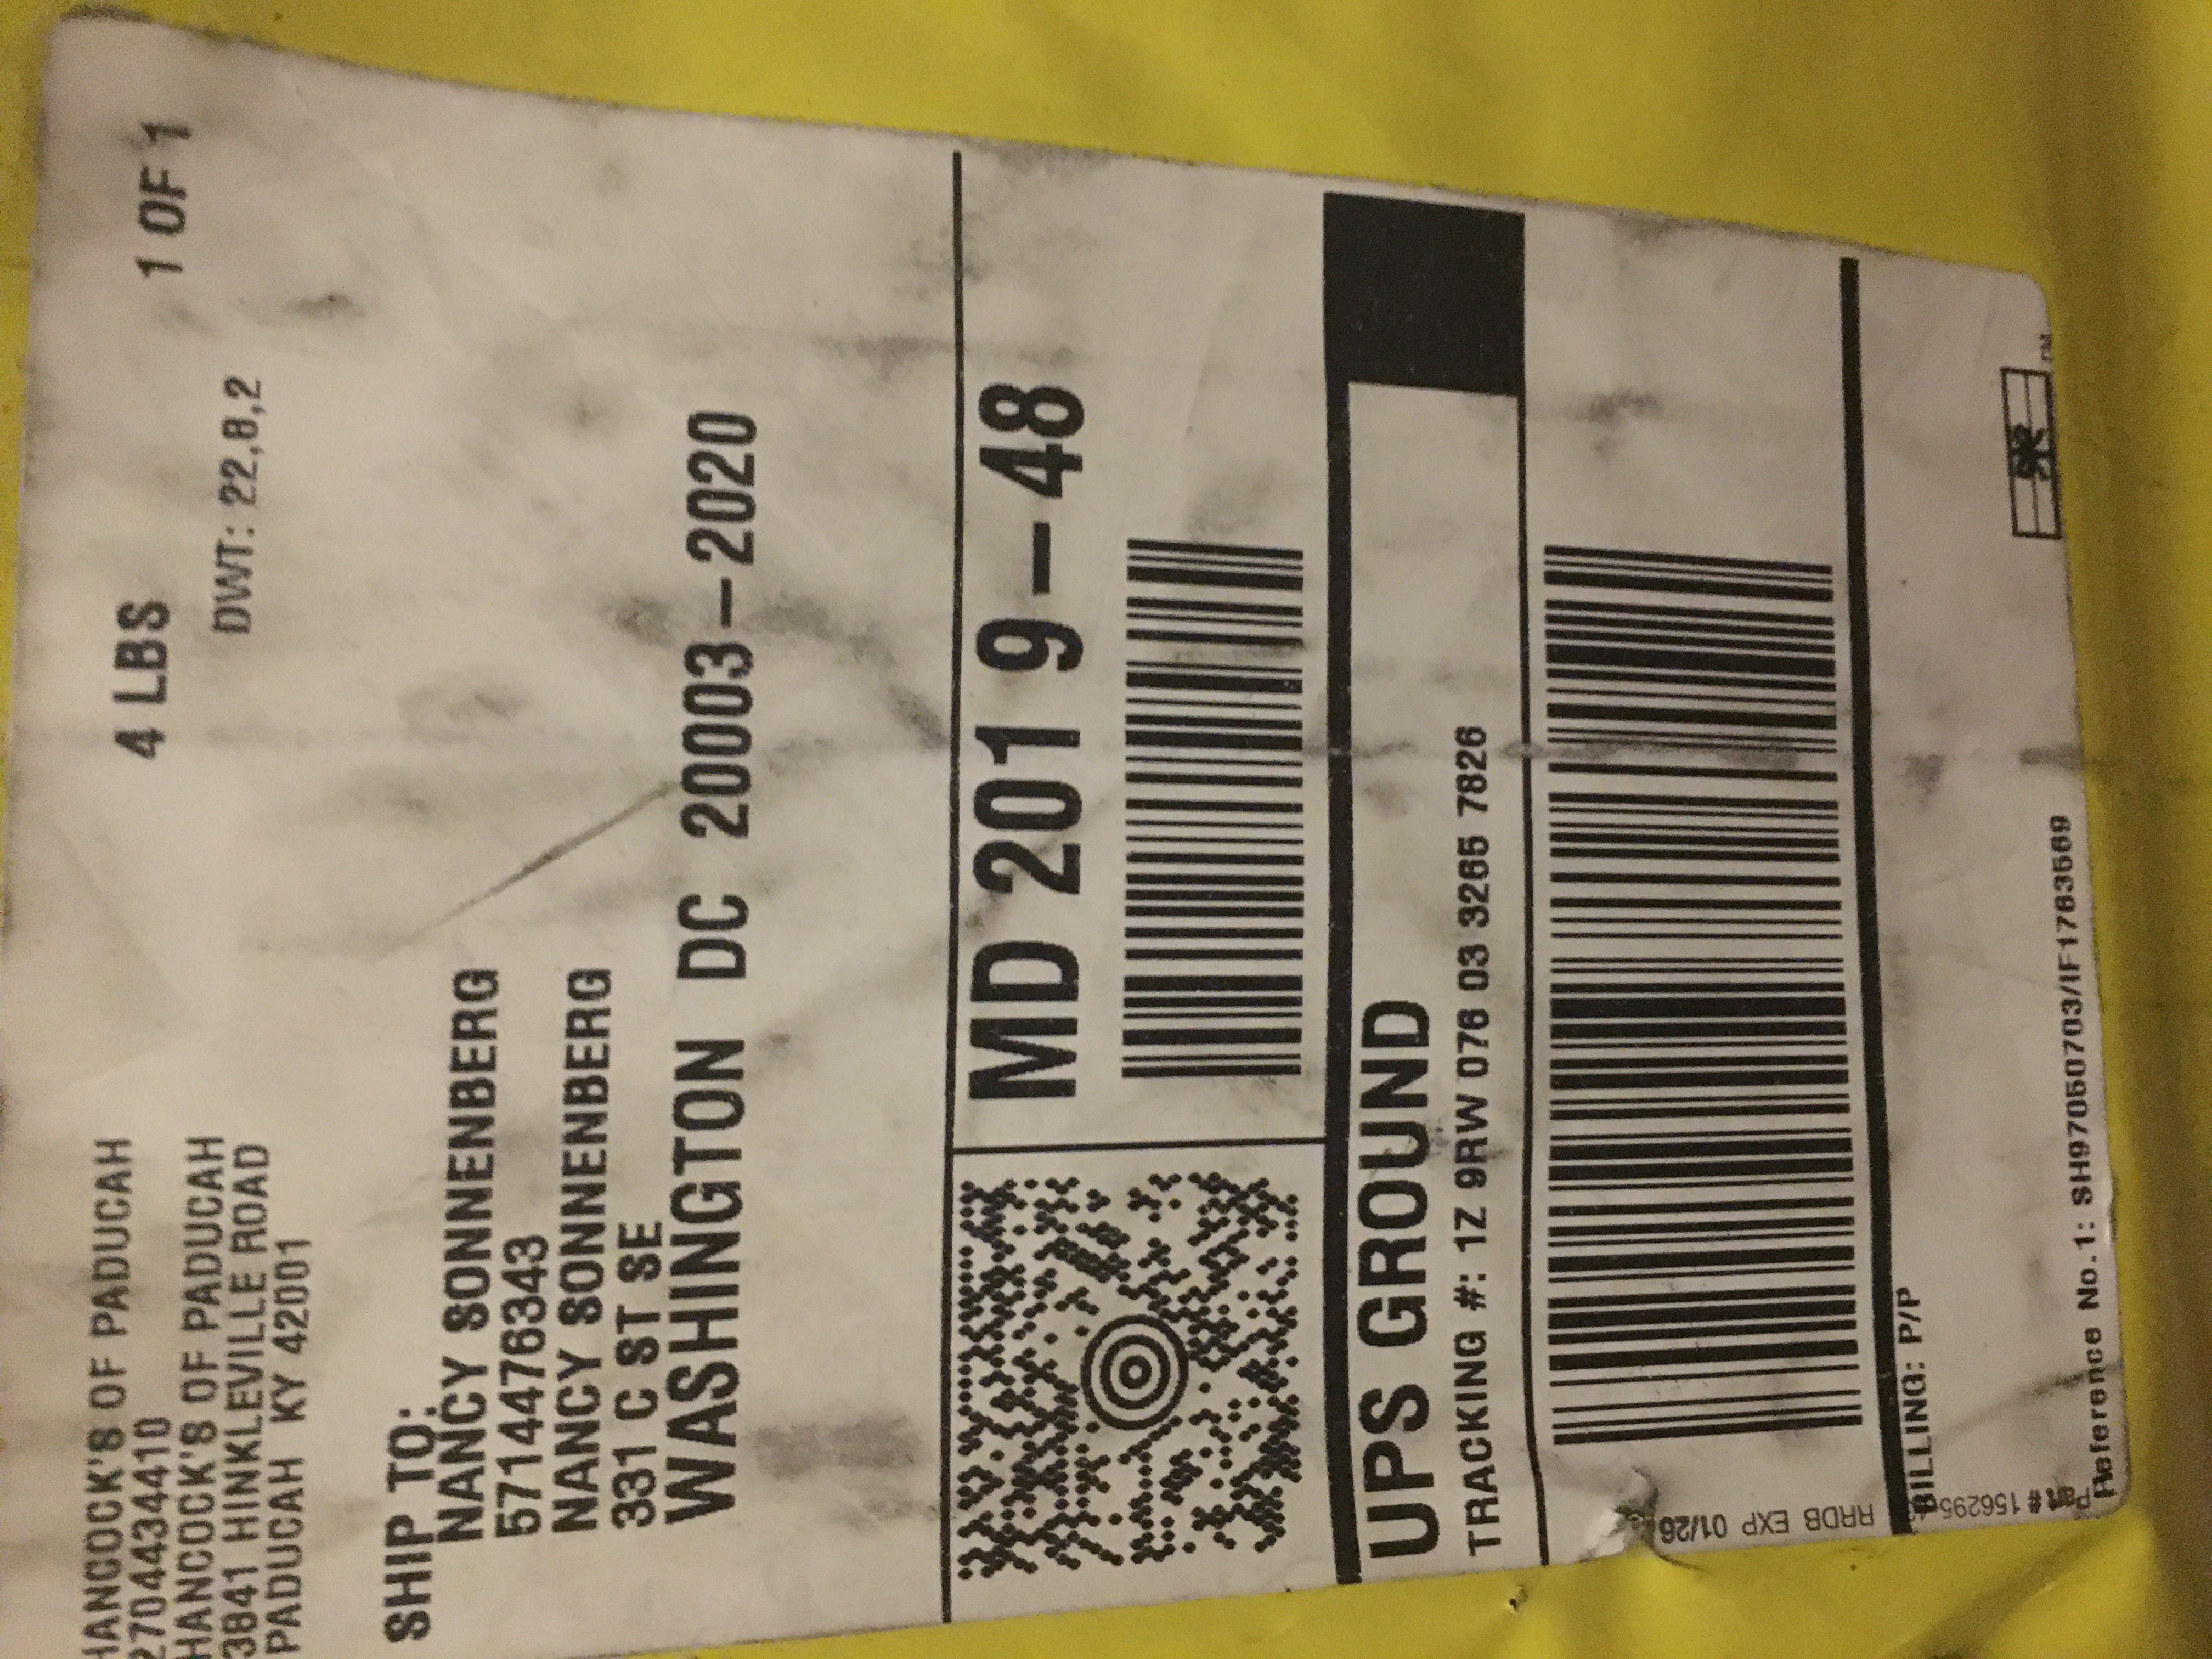 HANCOCK'S OF PADUCAH
2704434410
HANCOCK'S OF PADUCAH
3841 HINKLEVILLE ROAD
PADUCAH KY 42001
4 LBS
1 OF 1
DWT: 22,8,2
SHIP TO:
NANCY SONNENBERG
5714476343
NANCY SONNENBERG
331 C ST SE
WASHINGTON DC 20003-2020
MD 201 9-48
UPS GROUND
TRACKING #: 1Z 9RW 076 03 3265 7826
BILLING: P/P
Reference No.1: SH97050703/IF1763569
RRDB EXP 01/26
TM